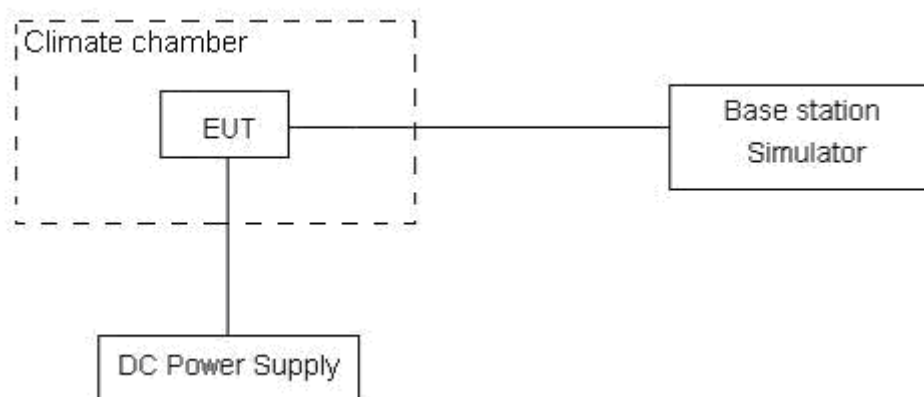 Climate chamber
EUT
Base station
Simulator
DC Power Supply